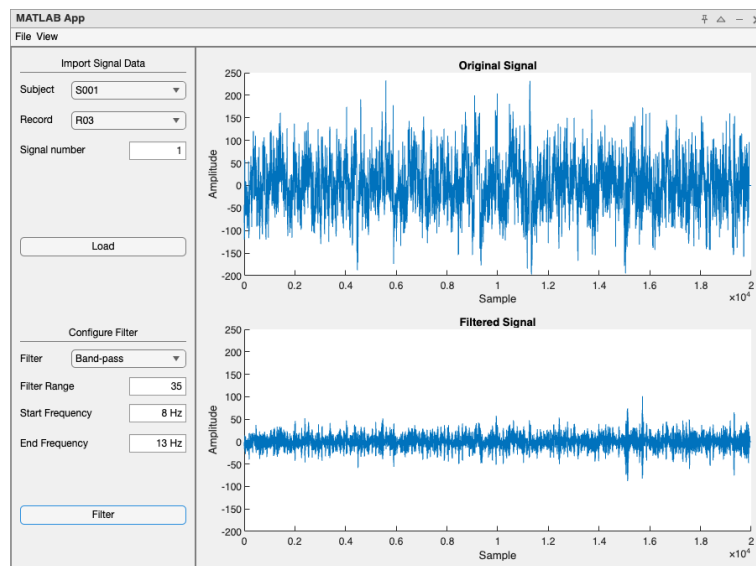 MATLAB App
File View
Import Signal Data
Subject S001
Record R03
Signal number 1
Load
Configure Filter
Filter Band-pass
Filter Range 35
Start Frequency 8 Hz
End Frequency 13 Hz
Filter
Original Signal
250
200
150
100
50
0
-50
-100
-150
-200
Amplitude
0 0.2 0.4 0.6 0.8 1 1.2 1.4 1.6 1.8 2
Sample
×10⁴
Filtered Signal
250
200
150
100
50
0
-50
-100
-150
-200
Amplitude
0 0.2 0.4 0.6 0.8 1 1.2 1.4 1.6 1.8 2
Sample
×10⁴